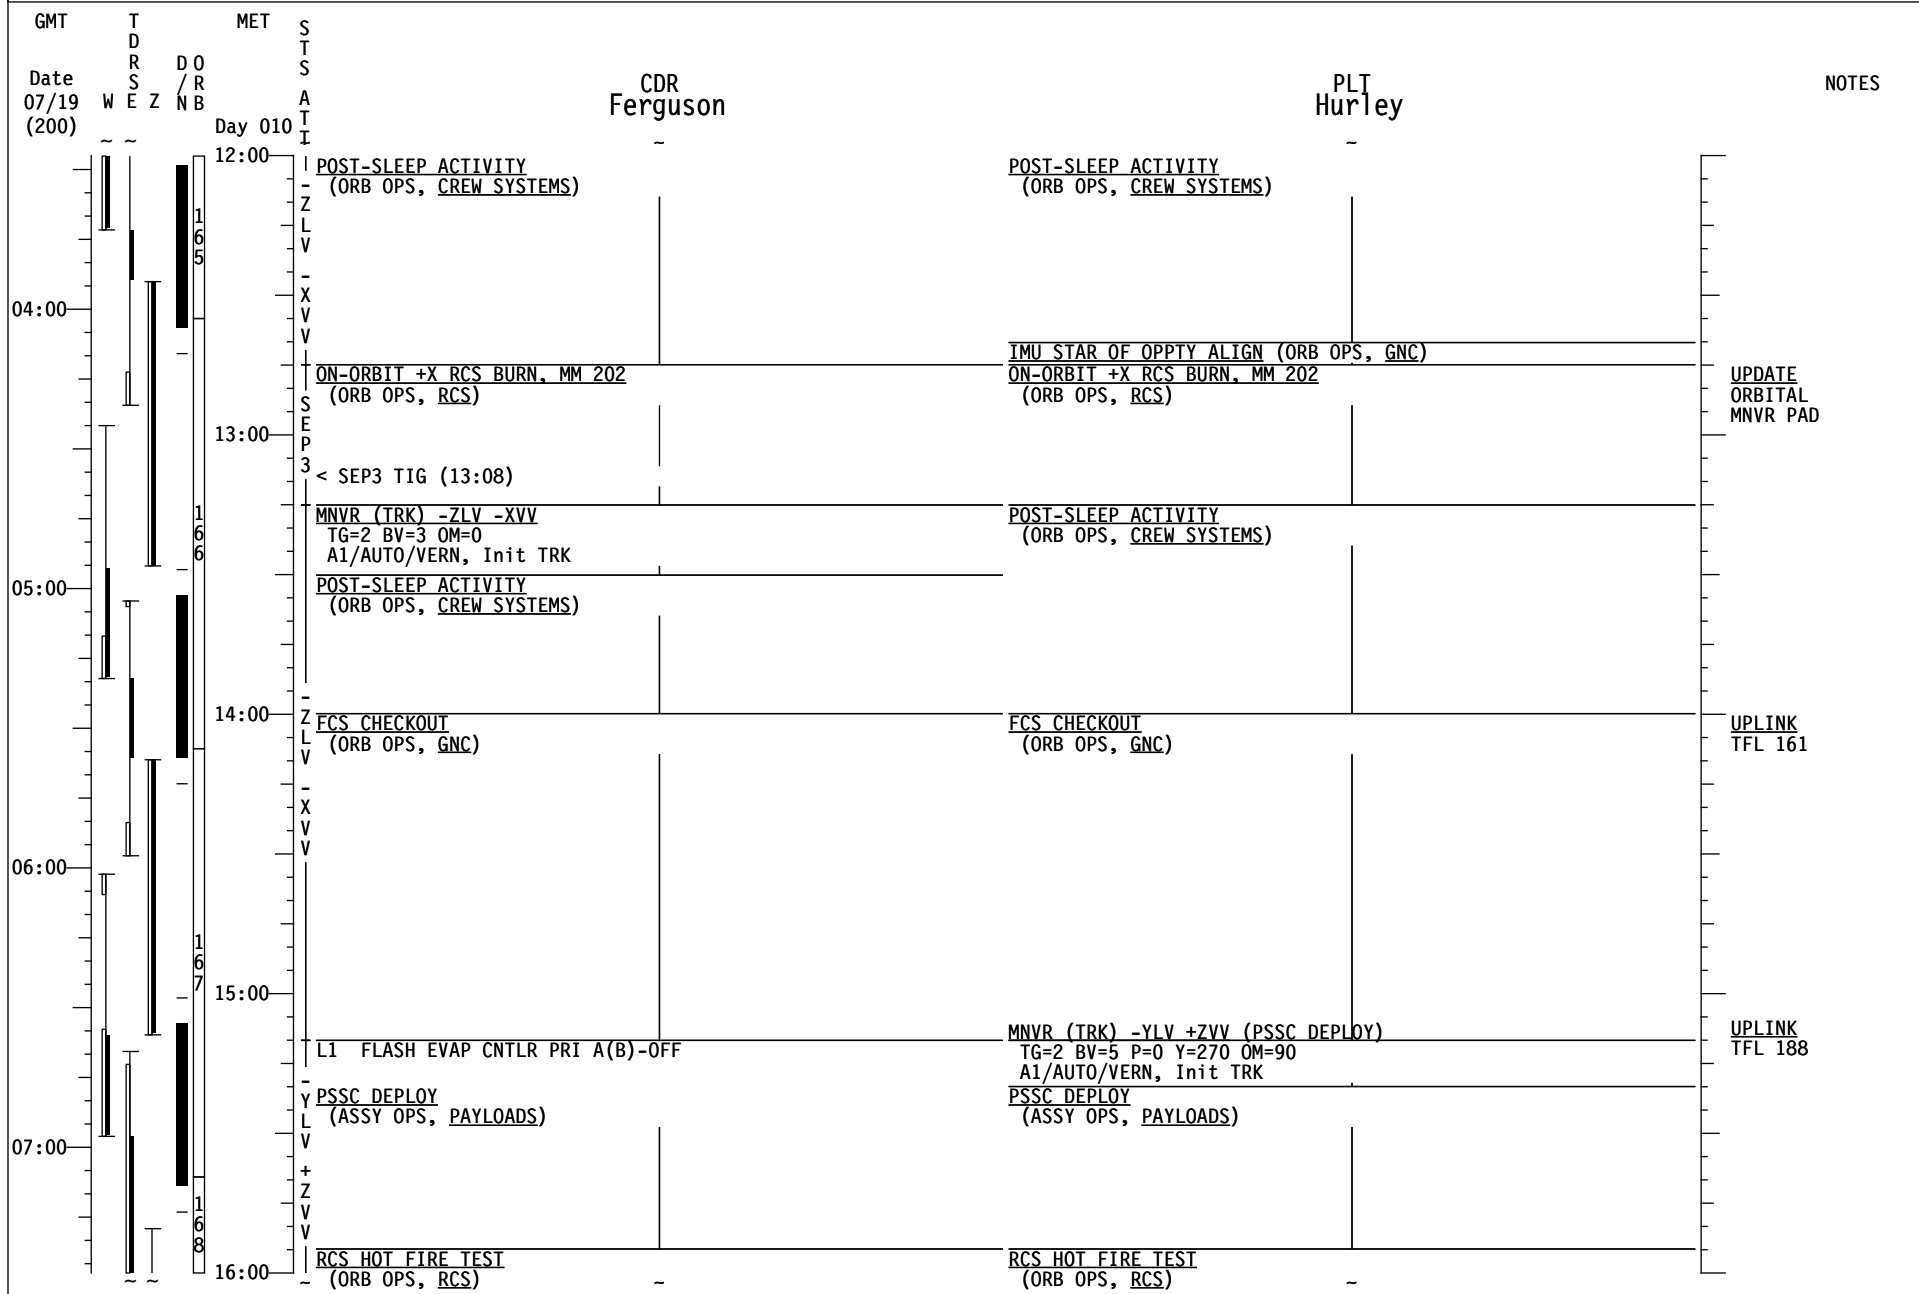 GMT
TDRS
MET
STS ATT
D/N
ORB
Date
07/19
(200)
W E Z
Day 010
CDR
Ferguson
PLT
Hurley
NOTES
~ ~ ~ ~
12:00
POST-SLEEP ACTIVITY
(ORB OPS, CREW SYSTEMS)
POST-SLEEP ACTIVITY
(ORB OPS, CREW SYSTEMS)
-ZLV -XVV
165
04:00
IMU STAR OF OPPTY ALIGN (ORB OPS, GNC)
ON-ORBIT +X RCS BURN, MM 202
(ORB OPS, RCS)
ON-ORBIT +X RCS BURN, MM 202
(ORB OPS, RCS)
UPDATE
ORBITAL
MNVR PAD
SEP3
13:00
< SEP3 TIG (13:08)
MNVR (TRK) -ZLV -XVV
TG=2 BV=3 OM=0
A1/AUTO/VERN, Init TRK
POST-SLEEP ACTIVITY
(ORB OPS, CREW SYSTEMS)
166
05:00
POST-SLEEP ACTIVITY
(ORB OPS, CREW SYSTEMS)
-ZLV -XVV
14:00
FCS CHECKOUT
(ORB OPS, GNC)
FCS CHECKOUT
(ORB OPS, GNC)
UPLINK
TFL 161
06:00
167
15:00
L1 FLASH EVAP CNTLR PRI A(B)-OFF
MNVR (TRK) -YLV +ZVV (PSSC DEPLOY)
TG=2 BV=5 P=0 Y=270 OM=90
A1/AUTO/VERN, Init TRK
UPLINK
TFL 188
-YLV +ZVV
PSSC DEPLOY
(ASSY OPS, PAYLOADS)
PSSC DEPLOY
(ASSY OPS, PAYLOADS)
07:00
168
16:00
RCS HOT FIRE TEST
(ORB OPS, RCS)
RCS HOT FIRE TEST
(ORB OPS, RCS)
~ ~ ~ ~ ~